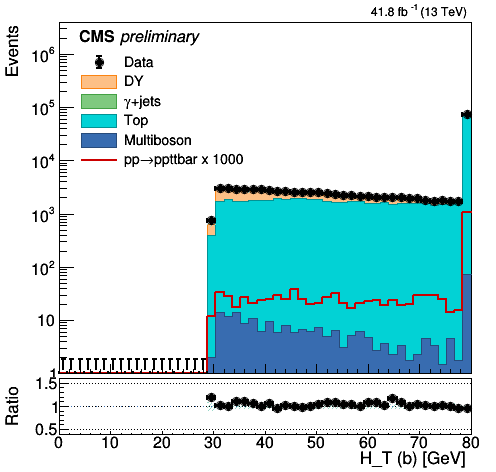 41.8 fb⁻¹ (13 TeV)
CMS preliminary
Data
DY
γ+jets
Top
Multiboson
pp→ppttbar x 1000
Events
10⁶
10⁵
10⁴
10³
10²
10
1
Ratio
1.5
1
0.5
0 10 20 30 40 50 60 70 80
H_T (b) [GeV]